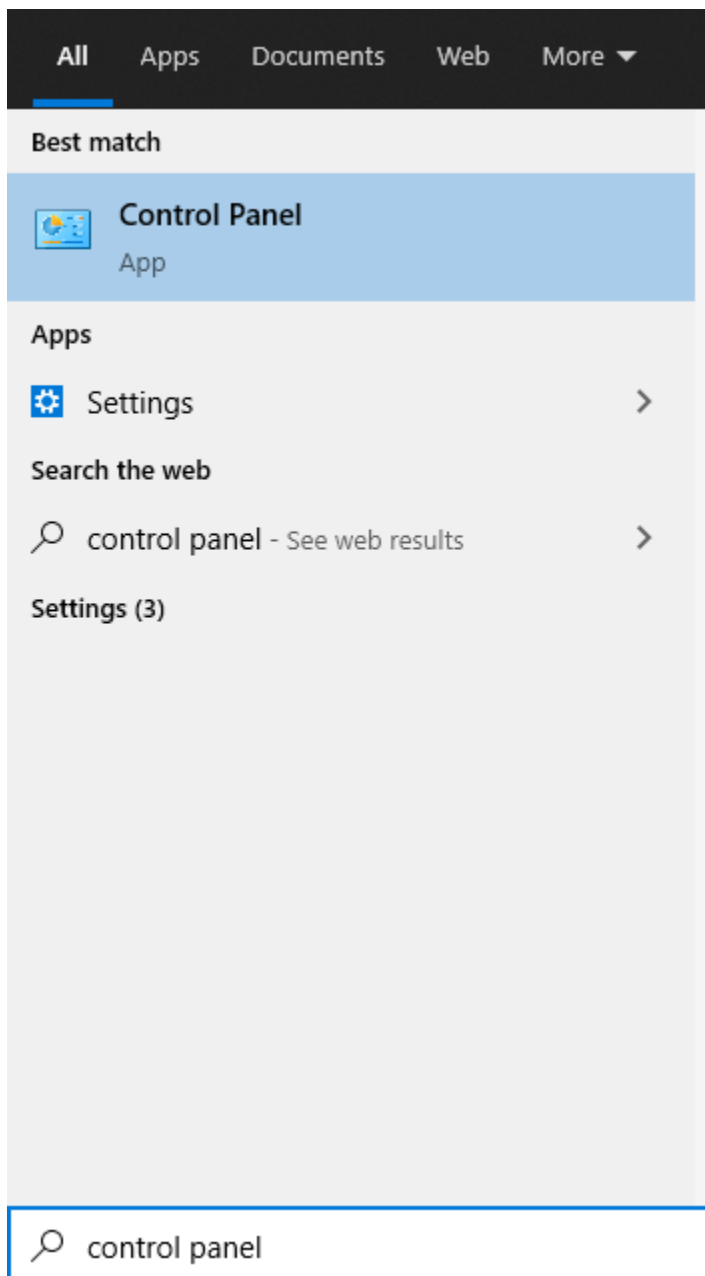 All Apps Documents Web More
Best match
Control Panel
App
Apps
Settings
Search the web
control panel - See web results
Settings (3)
control panel